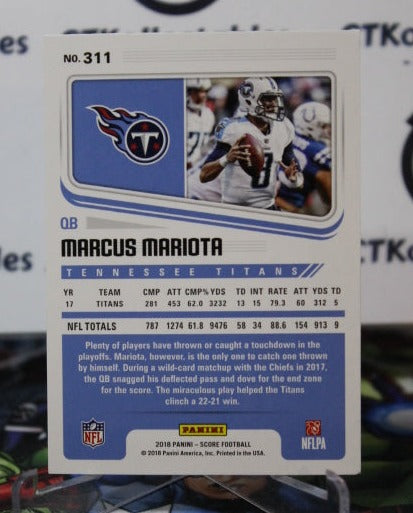 CTKollectables
CTKo
NO. 311
T
8
QB
MARCUS MARIOTA
TENNESSEE TITANS
YR TEAM CMP ATT CMP% YDS TD INT RATE ATT YDS TD
17 TITANS 281 453 62.0 3232 13 15 79.3 60 312 5
NFL TOTALS 787 1274 61.8 9476 58 34 88.6 154 913 9
Plenty of players have thrown or caught a touchdown in the
playoffs. Mariota, however, is the only one to catch one thrown
by himself. During a wild-card matchup with the Chiefs in 2017,
the QB snagged his deflected pass and dove for the end zone
for the score. The miraculous play helped the Titans
clinch a 22-21 win.
NFL
PANINI
NFLPA
2018 PANINI – SCORE FOOTBALL
© 2018 Panini America, Inc. Printed in the USA.